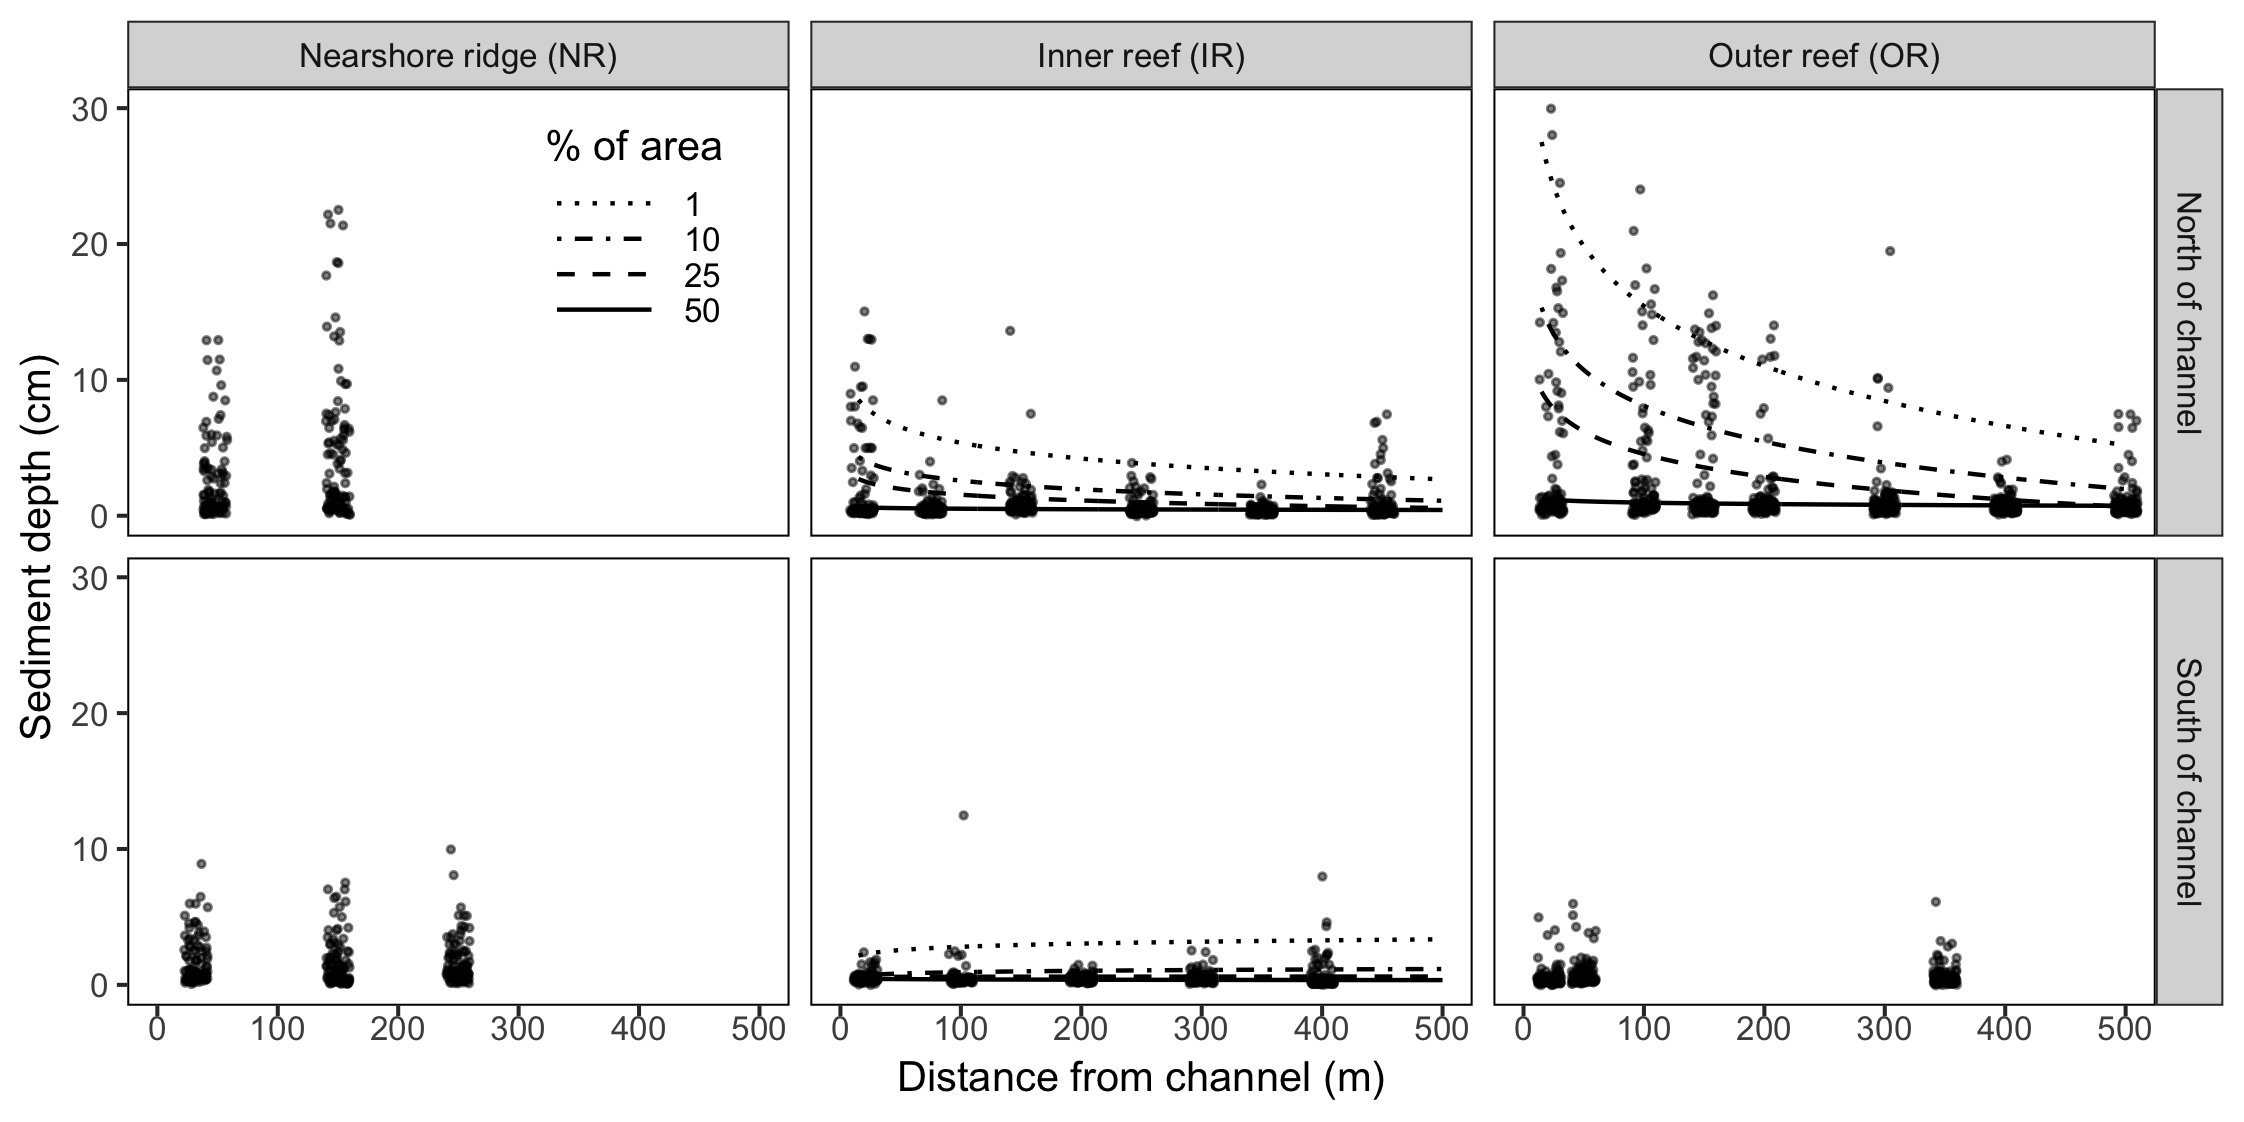 Nearshore ridge (NR)
Inner reef (IR)
Outer reef (OR)
30
20
10
0
% of area
1
10
25
50
North of channel
Sediment depth (cm)
30
20
10
0
South of channel
0 100 200 300 400 500
0 100 200 300 400 500
0 100 200 300 400 500
Distance from channel (m)